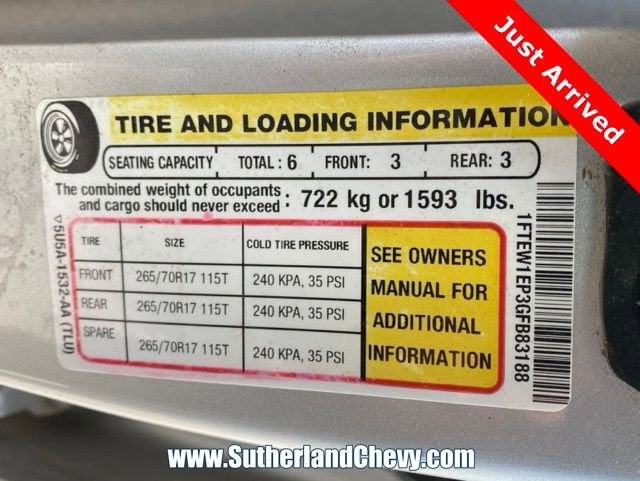 Just Arrived
TIRE AND LOADING INFORMATION
SEATING CAPACITY TOTAL : 6 FRONT: 3 REAR: 3
The combined weight of occupants
and cargo should never exceed : 722 kg or 1593 lbs.
TIRE SIZE COLD TIRE PRESSURE
FRONT 265/70R17 115T 240 KPA, 35 PSI
REAR 265/70R17 115T 240 KPA, 35 PSI
SPARE 265/70R17 115T 240 KPA, 35 PSI
SEE OWNERS
MANUAL FOR
ADDITIONAL
INFORMATION
5U5A-1532-AA (TLU)
1FTEW1EP3GFB83188
www.SutherlandChevy.com